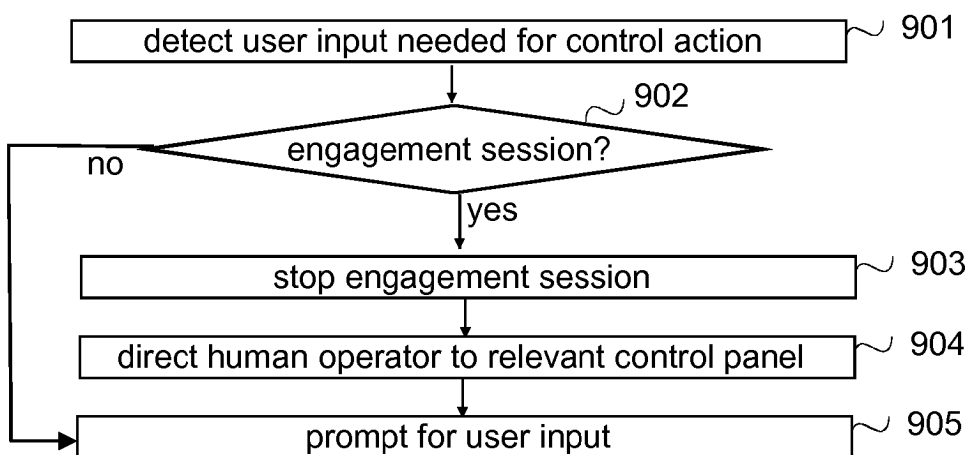 detect user input needed for control action 901
902
engagement session?
no
yes
stop engagement session 903
direct human operator to relevant control panel 904
prompt for user input 905